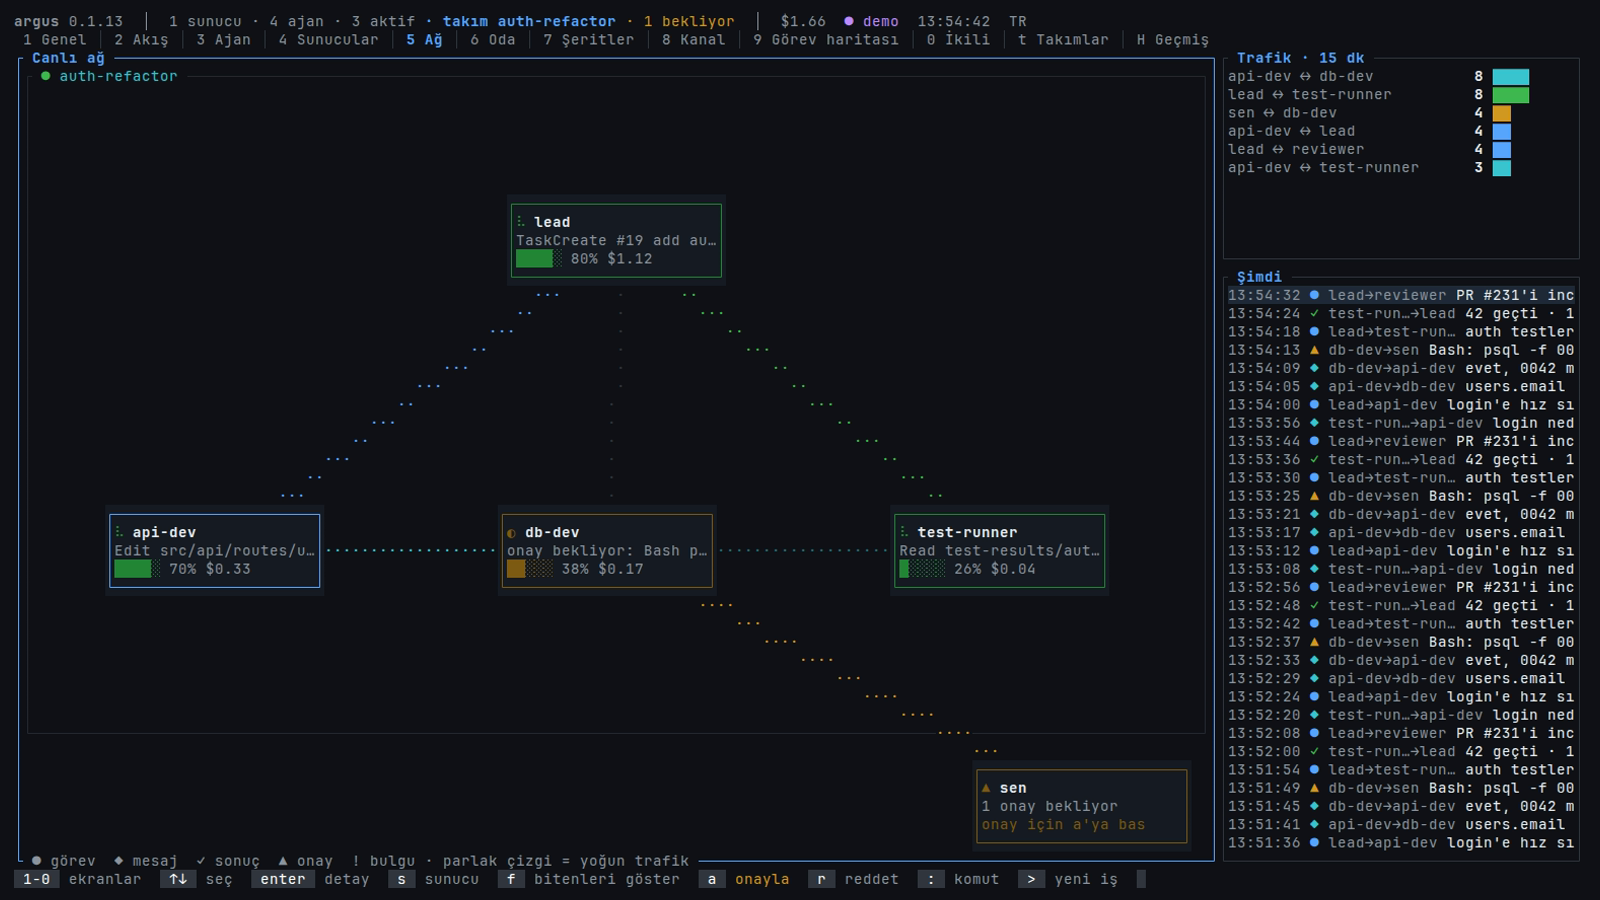 argus 0.1.13 │ 1 sunucu · 4 ajan · 3 aktif · takım auth-refactor · 1 bekliyor │ $1.66 ● demo 13:54:42 TR
1 Genel │ 2 Akış │ 3 Ajan │ 4 Sunucular │ 5 Ağ │ 6 Oda │ 7 Şeritler │ 8 Kanal │ 9 Görev haritası │ 0 İkili │ t Takımlar │ H Geçmiş
Canlı ağ
● auth-refactor
lead
TaskCreate #19 add au…
80% $1.12
api-dev
Edit src/api/routes/u…
70% $0.33
◐ db-dev
onay bekliyor: Bash p…
38% $0.17
test-runner
Read test-results/aut…
26% $0.04
▲ sen
1 onay bekliyor
onay için a'ya bas
● görev ◆ mesaj ✓ sonuç ▲ onay ! bulgu · parlak çizgi = yoğun trafik
Trafik · 15 dk
api-dev ↔ db-dev 8
lead ↔ test-runner 8
sen ↔ db-dev 4
api-dev ↔ lead 4
lead ↔ reviewer 4
api-dev ↔ test-runner 3
Şimdi
13:54:32 ● lead→reviewer PR #231'i inc
13:54:24 ✓ test-run…→lead 42 geçti · 1
13:54:18 ● lead→test-run… auth testler
13:54:13 ▲ db-dev→sen Bash: psql -f 00
13:54:09 ◆ db-dev→api-dev evet, 0042 m
13:54:05 ◆ api-dev→db-dev users.email
13:54:00 ● lead→api-dev login'e hız sı
13:53:56 ◆ test-run…→api-dev login ned
13:53:44 ● lead→reviewer PR #231'i inc
13:53:36 ✓ test-run…→lead 42 geçti · 1
13:53:30 ● lead→test-run… auth testler
13:53:25 ▲ db-dev→sen Bash: psql -f 00
13:53:21 ◆ db-dev→api-dev evet, 0042 m
13:53:17 ◆ api-dev→db-dev users.email
13:53:12 ● lead→api-dev login'e hız sı
13:53:08 ◆ test-run…→api-dev login ned
13:52:56 ● lead→reviewer PR #231'i inc
13:52:48 ✓ test-run…→lead 42 geçti · 1
13:52:42 ● lead→test-run… auth testler
13:52:37 ▲ db-dev→sen Bash: psql -f 00
13:52:33 ◆ db-dev→api-dev evet, 0042 m
13:52:29 ◆ api-dev→db-dev users.email
13:52:24 ● lead→api-dev login'e hız sı
13:52:20 ◆ test-run…→api-dev login ned
13:52:08 ● lead→reviewer PR #231'i inc
13:52:00 ✓ test-run…→lead 42 geçti · 1
13:51:54 ● lead→test-run… auth testler
13:51:49 ▲ db-dev→sen Bash: psql -f 00
13:51:45 ◆ db-dev→api-dev evet, 0042 m
13:51:41 ◆ api-dev→db-dev users.email
13:51:36 ● lead→api-dev login'e hız sı
1-0 ekranlar ↑↓ seç enter detay s sunucu f bitenleri göster a onayla r reddet : komut > yeni iş